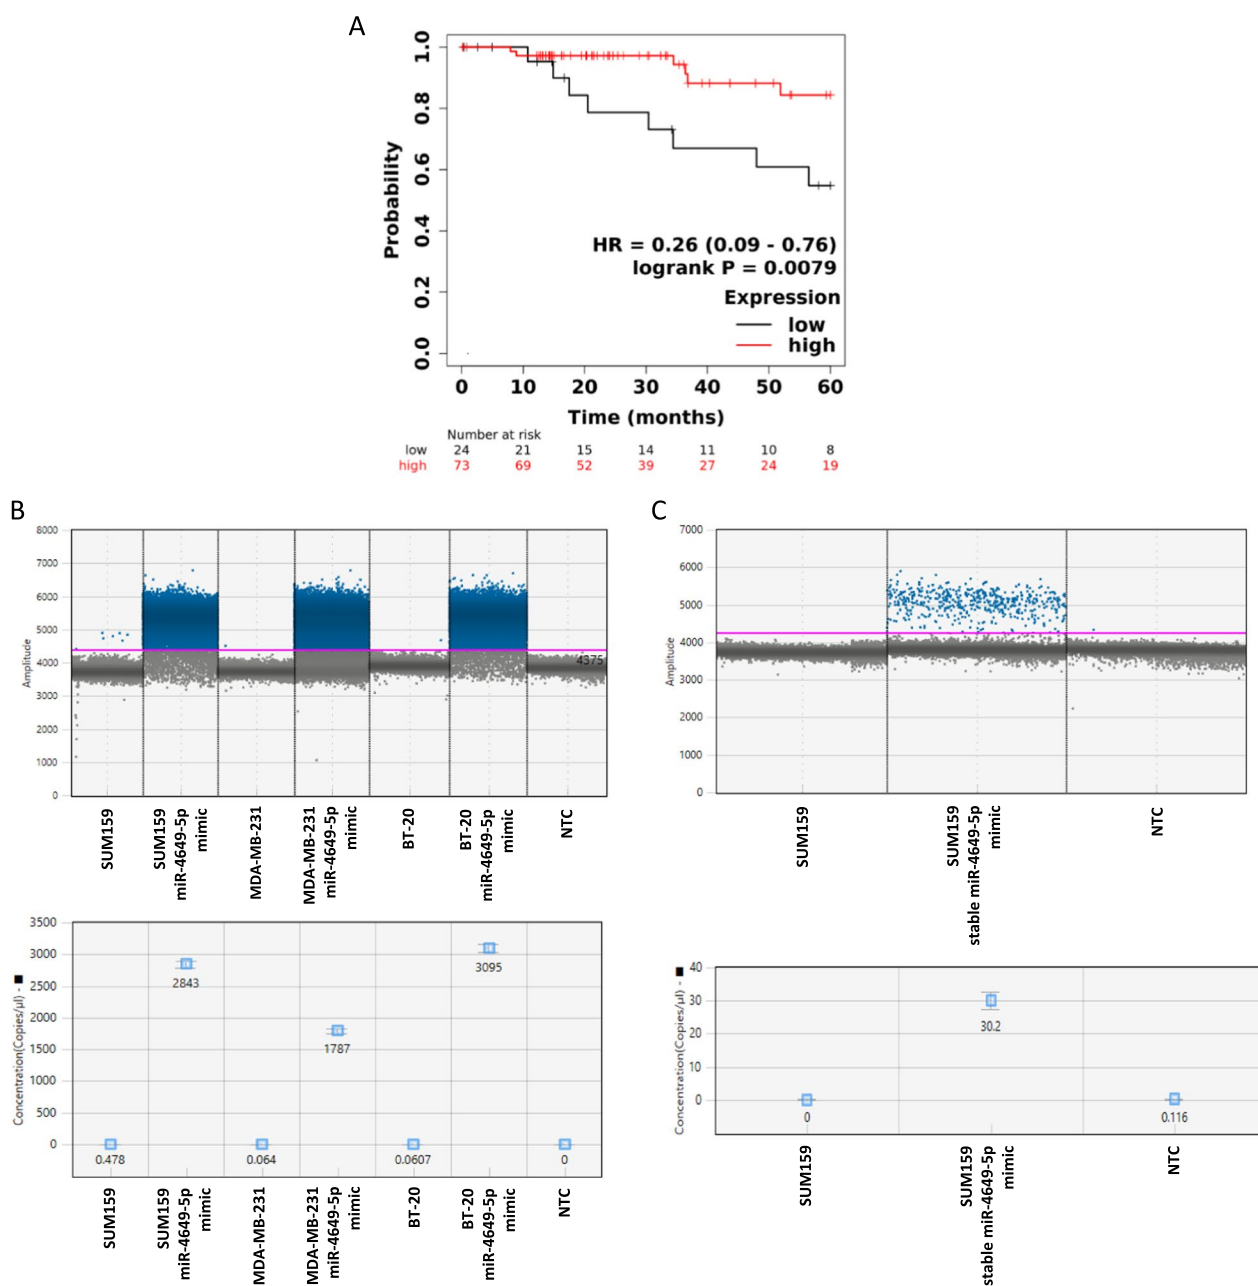 A
1.0
0.8
0.6
0.4
0.2
0.0
Probability
HR = 0.26 (0.09 - 0.76)
logrank P = 0.0079
Expression
low
high
0 10 20 30 40 50 60
Time (months)
Number at risk
low 24 21 15 14 11 10 8
high 73 69 52 39 27 24 19
B
8000
7000
6000
5000
4000
3000
2000
1000
0
Amplitude
4375
SUM159
SUM159
miR-4649-5p
mimic
MDA-MB-231
MDA-MB-231
miR-4649-5p
mimic
BT-20
BT-20
miR-4649-5p
mimic
NTC
3500
3000
2500
2000
1500
1000
500
0
Concentration(Copies/µl) - ■
0.478
2843
0.064
1787
0.0607
3095
0
SUM159
SUM159
miR-4649-5p
mimic
MDA-MB-231
MDA-MB-231
miR-4649-5p
mimic
BT-20
BT-20
miR-4649-5p
mimic
NTC
C
7000
6000
5000
4000
3000
2000
1000
0
Amplitude
SUM159
SUM159
stable miR-4649-5p
mimic
NTC
40
30
20
10
0
Concentration(Copies/µl) - ■
0
30.2
0.116
SUM159
SUM159
stable miR-4649-5p
mimic
NTC